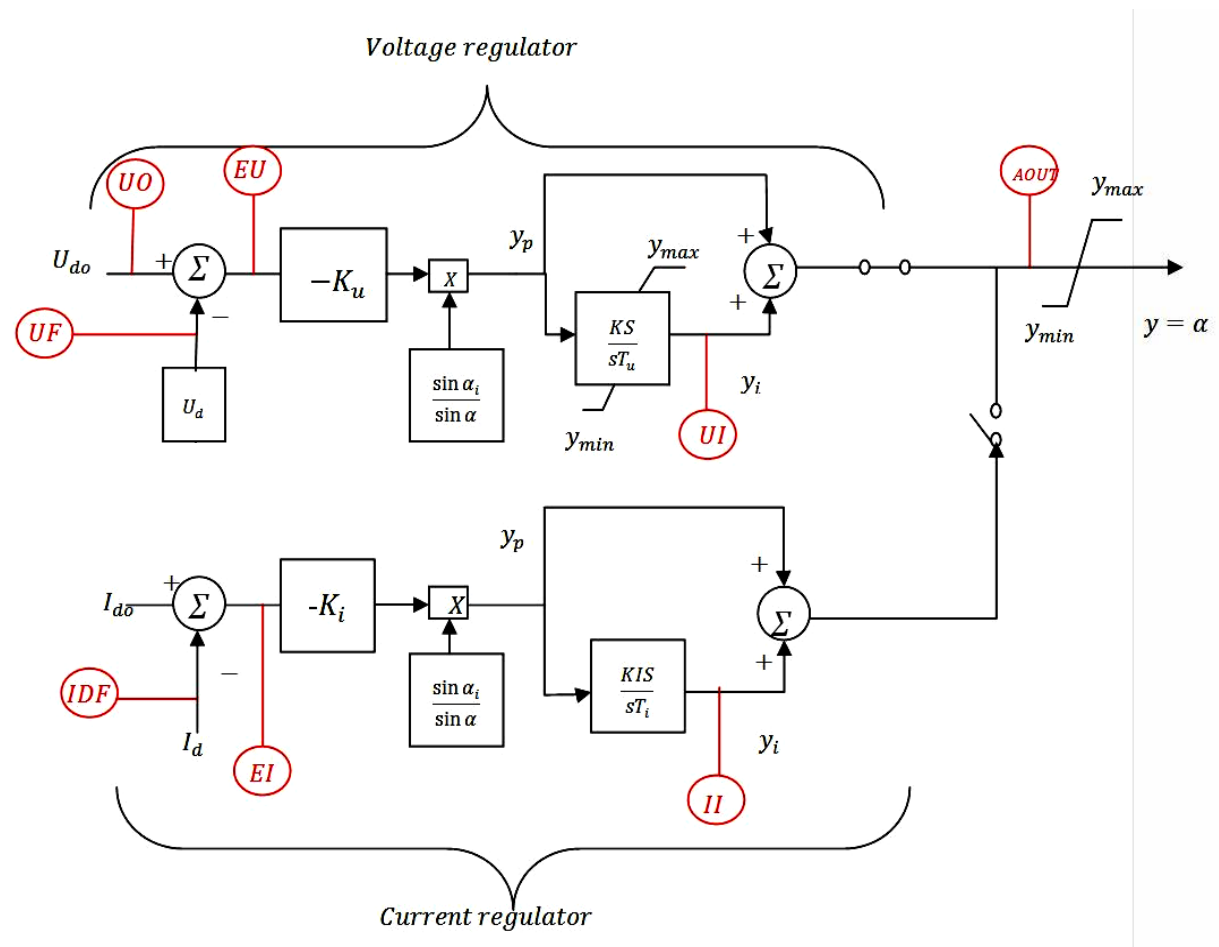 Voltage regulator
UO
EU
AOUT
y_max
U_do
+
Σ
−
−K_u
X
y_p
y_max
+
Σ
+
y_min
y = α
UF
KS
sT_u
U_d
sin α_i
sin α
y_i
y_min
UI
y_p
+
I_do
Σ
−
-K_i
X
+
Σ
+
IDF
sin α_i
sin α
KIS
sT_i
I_d
y_i
EI
II
Current regulator